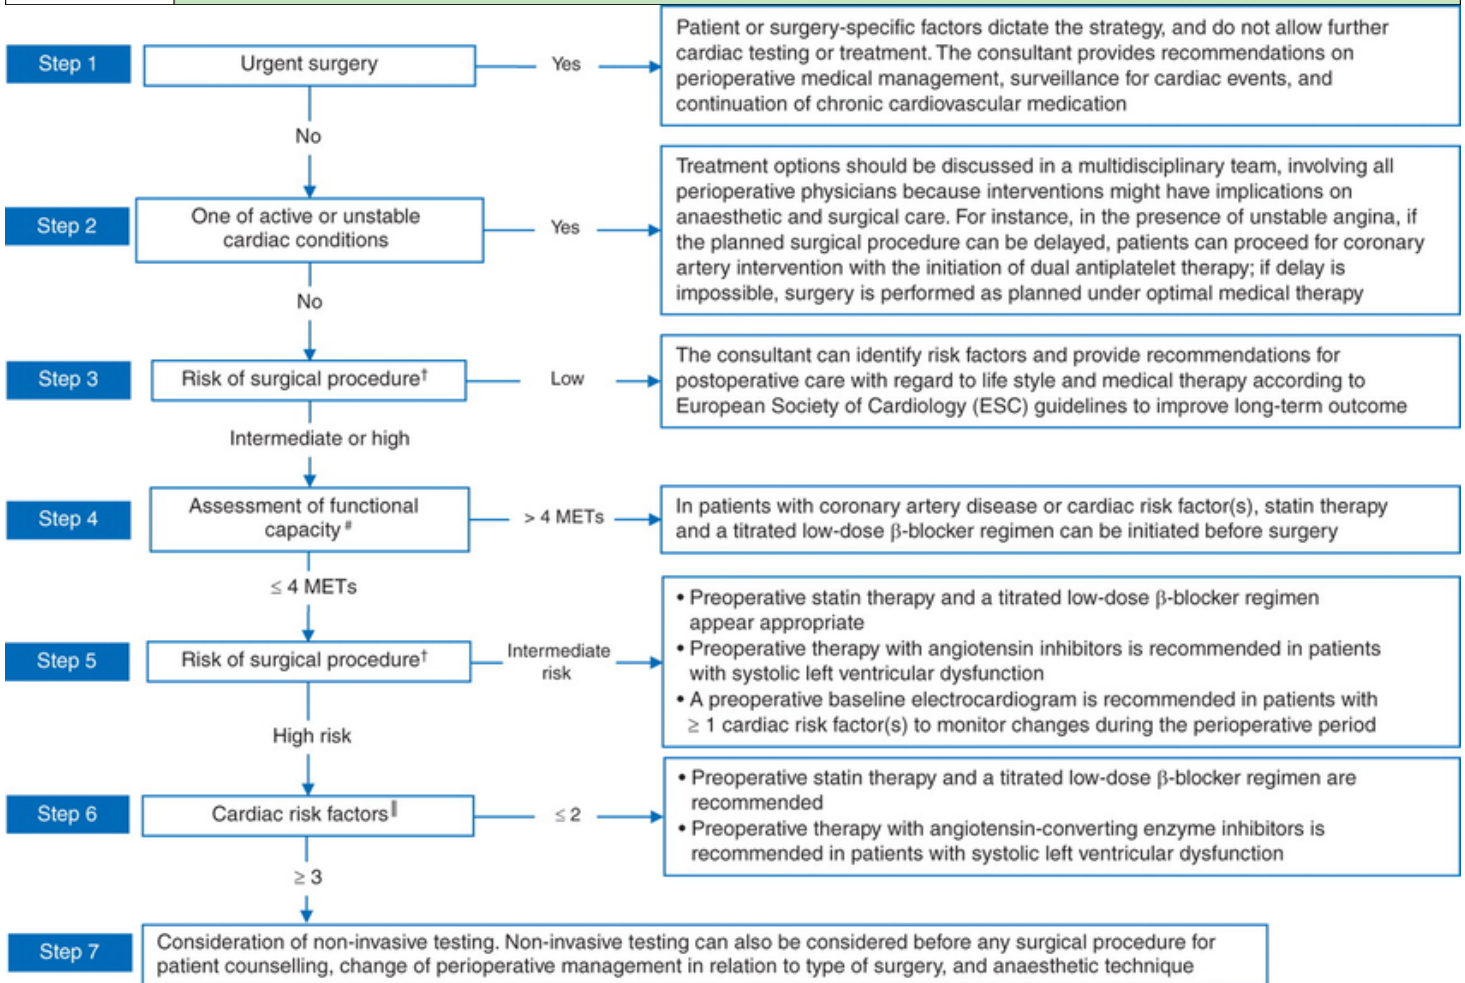 Step 1
Urgent surgery
Yes
Patient or surgery-specific factors dictate the strategy, and do not allow further
cardiac testing or treatment. The consultant provides recommendations on
perioperative medical management, surveillance for cardiac events, and
continuation of chronic cardiovascular medication
No
Step 2
One of active or unstable
cardiac conditions
Yes
Treatment options should be discussed in a multidisciplinary team, involving all
perioperative physicians because interventions might have implications on
anaesthetic and surgical care. For instance, in the presence of unstable angina, if
the planned surgical procedure can be delayed, patients can proceed for coronary
artery intervention with the initiation of dual antiplatelet therapy; if delay is
impossible, surgery is performed as planned under optimal medical therapy
No
Step 3
Risk of surgical procedure†
Low
The consultant can identify risk factors and provide recommendations for
postoperative care with regard to life style and medical therapy according to
European Society of Cardiology (ESC) guidelines to improve long-term outcome
Intermediate or high
Step 4
Assessment of functional
capacity #
> 4 METs
In patients with coronary artery disease or cardiac risk factor(s), statin therapy
and a titrated low-dose β-blocker regimen can be initiated before surgery
≤ 4 METs
Step 5
Risk of surgical procedure†
Intermediate
risk
• Preoperative statin therapy and a titrated low-dose β-blocker regimen
appear appropriate
• Preoperative therapy with angiotensin inhibitors is recommended in patients
with systolic left ventricular dysfunction
• A preoperative baseline electrocardiogram is recommended in patients with
≥ 1 cardiac risk factor(s) to monitor changes during the perioperative period
High risk
Step 6
Cardiac risk factors‖
≤ 2
• Preoperative statin therapy and a titrated low-dose β-blocker regimen are
recommended
• Preoperative therapy with angiotensin-converting enzyme inhibitors is
recommended in patients with systolic left ventricular dysfunction
≥ 3
Step 7
Consideration of non-invasive testing. Non-invasive testing can also be considered before any surgical procedure for
patient counselling, change of perioperative management in relation to type of surgery, and anaesthetic technique